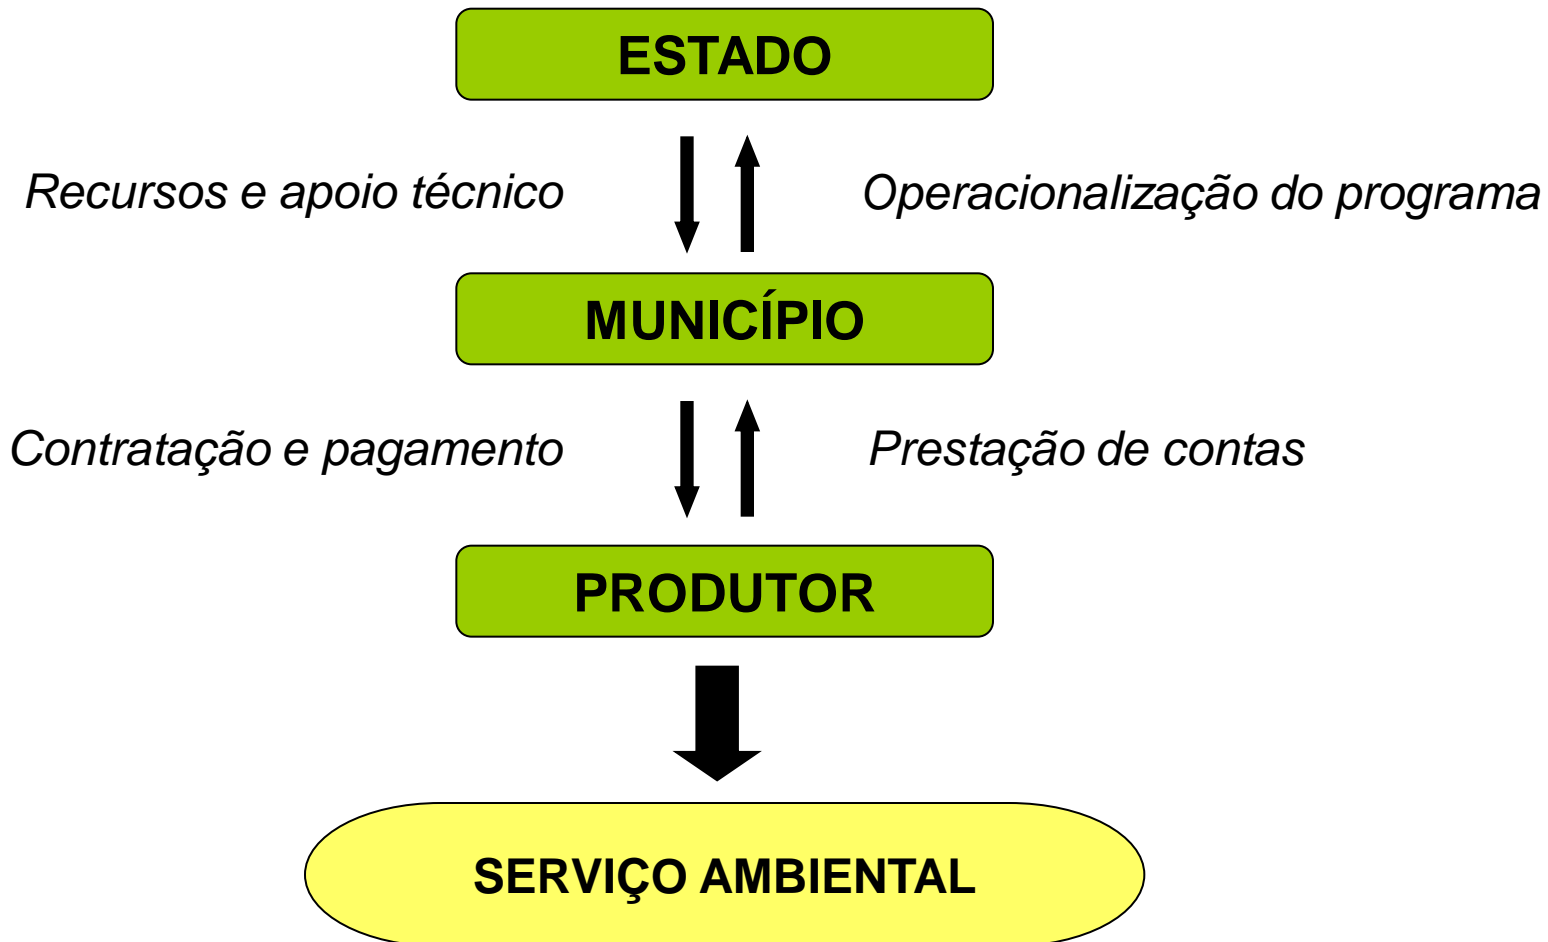 ESTADO
Recursos e apoio técnico
Operacionalização do programa
MUNICÍPIO
Contratação e pagamento
Prestação de contas
PRODUTOR
SERVIÇO AMBIENTAL